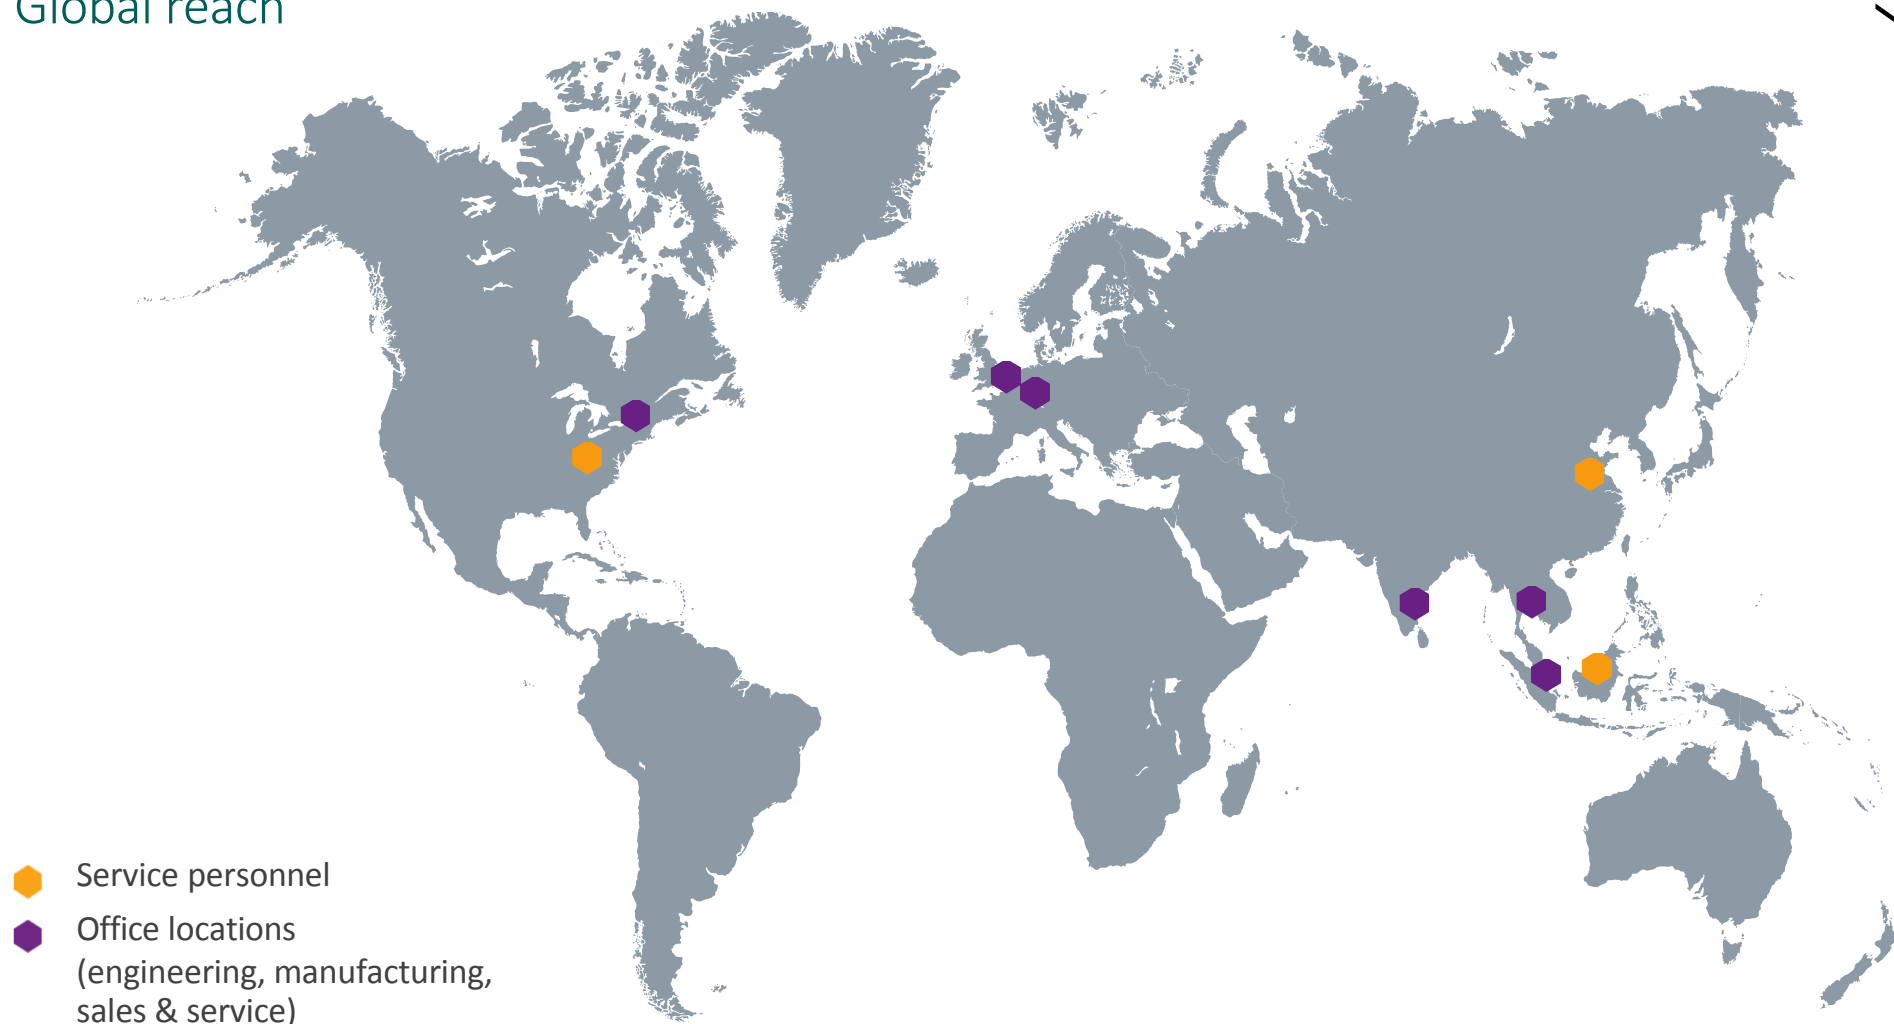 Global reach
Service personnel
Office locations
(engineering, manufacturing,
sales & service)